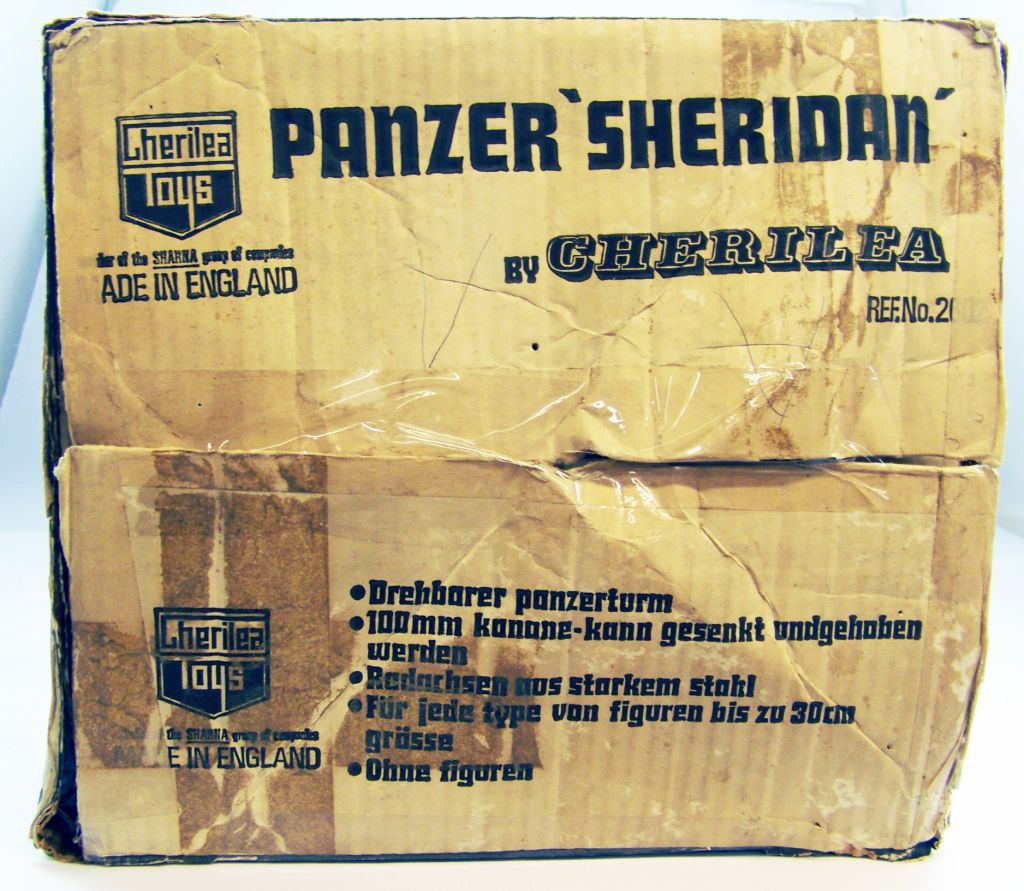 Cherilea
Toys
PANZER 'SHERIDAN'
of the SHARNA group of companies
ADE IN ENGLAND
BY CHERILEA
REF.No.2
Drehbarer panzerturm
100mm kanone-kann gesenkt undgehoben
werden
Radachsen aus starkem stahl
Für jede type von figuren bis zu 30cm
grösse
Ohne figuren
Cherilea
Toys
the SHARNA group of companies
E IN ENGLAND